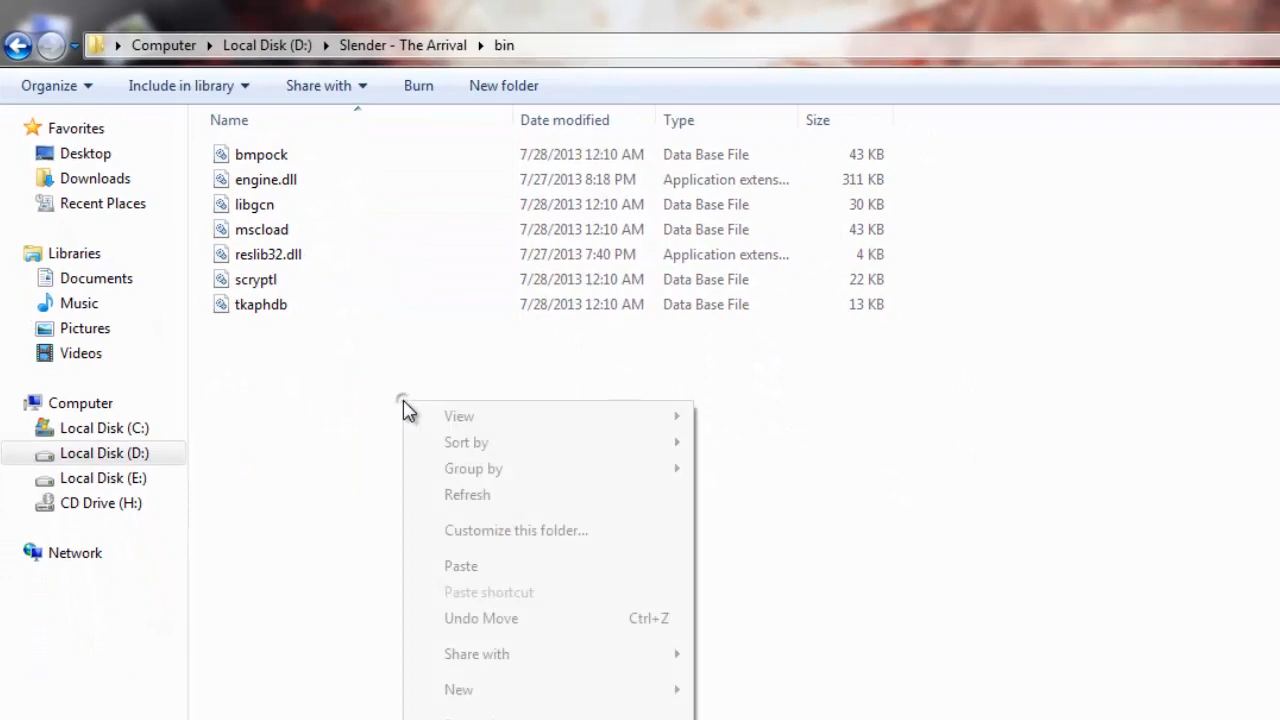 Computer Local Disk (D:) Slender - The Arrival bin
Organize Include in library Share with Burn New folder
Name Date modified Type Size
Favorites
Desktop
Downloads
Recent Places
Libraries
Documents
Music
Pictures
Videos
Computer
Local Disk (C:)
Local Disk (D:)
Local Disk (E:)
CD Drive (H:)
Network
bmpock 7/28/2013 12:10 AM Data Base File 43 KB
engine.dll 7/27/2013 8:18 PM Application extens... 311 KB
libgcn 7/28/2013 12:10 AM Data Base File 30 KB
mscload 7/28/2013 12:10 AM Data Base File 43 KB
reslib32.dll 7/27/2013 7:40 PM Application extens... 4 KB
scryptl 7/28/2013 12:10 AM Data Base File 22 KB
tkaphdb 7/28/2013 12:10 AM Data Base File 13 KB
View
Sort by
Group by
Refresh
Customize this folder...
Paste
Paste shortcut
Undo Move Ctrl+Z
Share with
New